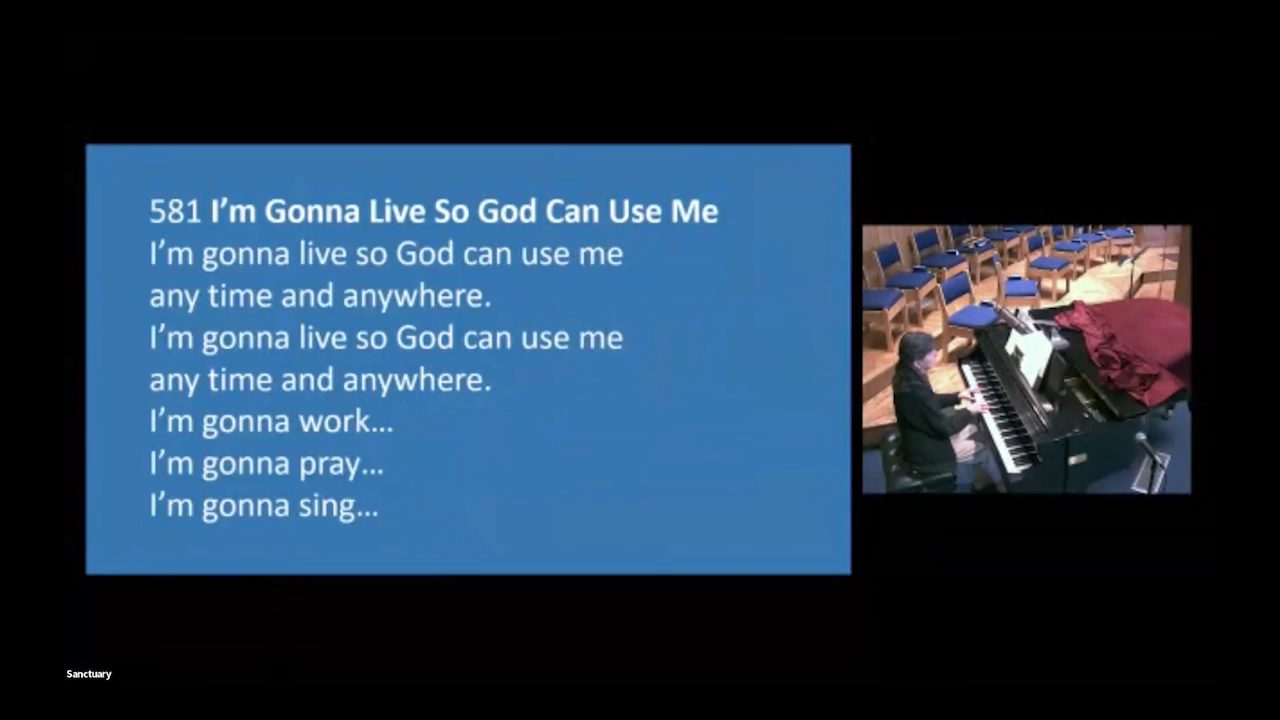 581 I’m Gonna Live So God Can Use Me
I’m gonna live so God can use me
any time and anywhere.
I’m gonna live so God can use me
any time and anywhere.
I’m gonna work...
I’m gonna pray...
I’m gonna sing...
Sanctuary